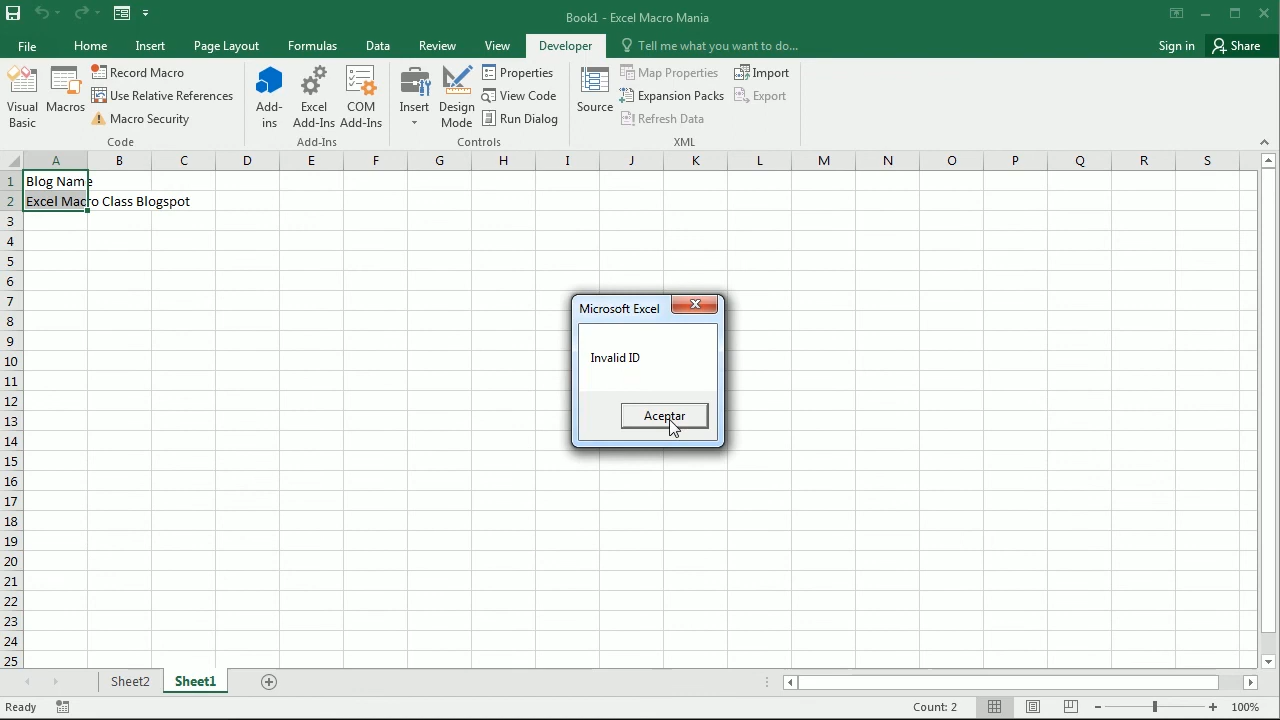 Book1 - Excel Macro Mania
File Home Insert Page Layout Formulas Data Review View Developer Tell me what you want to do... Sign in Share
Visual Basic
Macros
Record Macro
Use Relative References
Macro Security
Code
Add-ins
Excel Add-Ins
COM Add-Ins
Add-Ins
Insert
Design Mode
Properties
View Code
Run Dialog
Controls
Source
Map Properties
Expansion Packs
Refresh Data
Import
Export
XML
A B C D E F G H I J K L M N O P Q R S
1 Blog Name
2 Excel Macro Class Blogspot
3
4
5
6
7
8
9
10
11
12
13
14
15
16
17
18
19
20
21
22
23
24
25
Microsoft Excel
Invalid ID
Aceptar
Sheet2 Sheet1
Ready Count: 2 100%